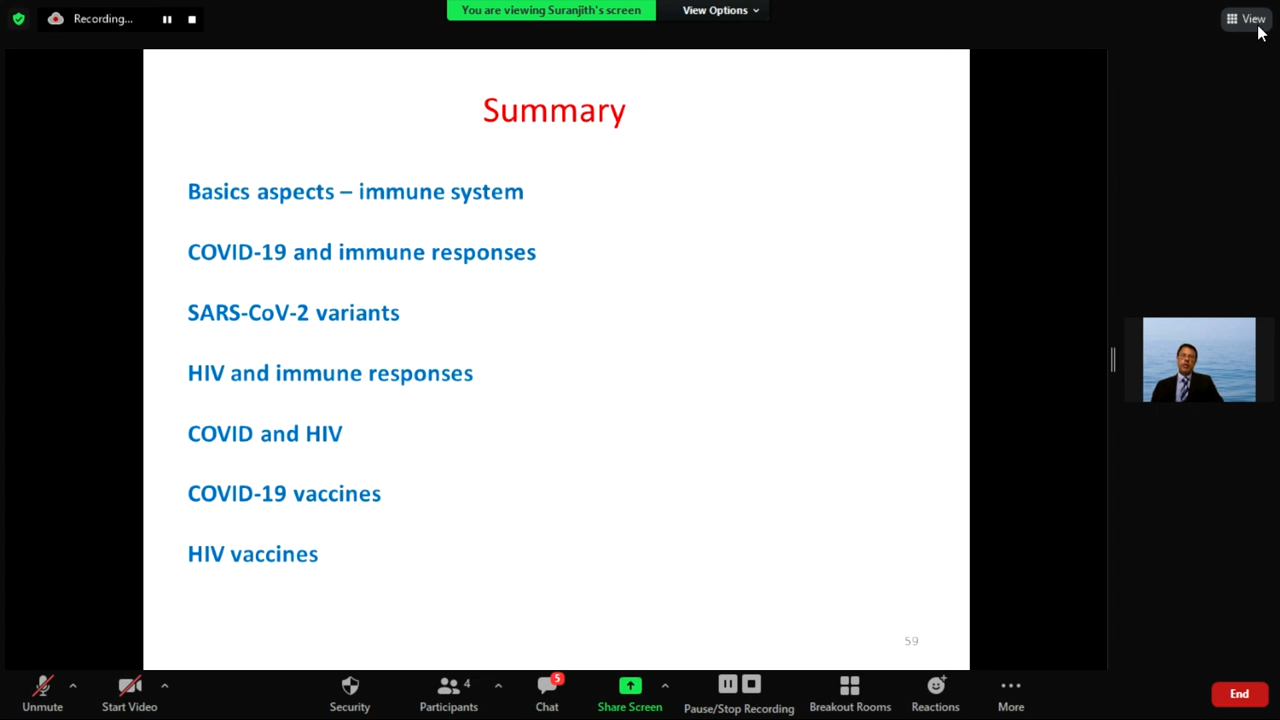 Recording...
You are viewing Suranjith's screen
View Options
View
Summary
Basics aspects – immune system
COVID-19 and immune responses
SARS-CoV-2 variants
HIV and immune responses
COVID and HIV
COVID-19 vaccines
HIV vaccines
59
Unmute
Start Video
Security
4
Participants
5
Chat
Share Screen
Pause/Stop Recording
Breakout Rooms
Reactions
More
End